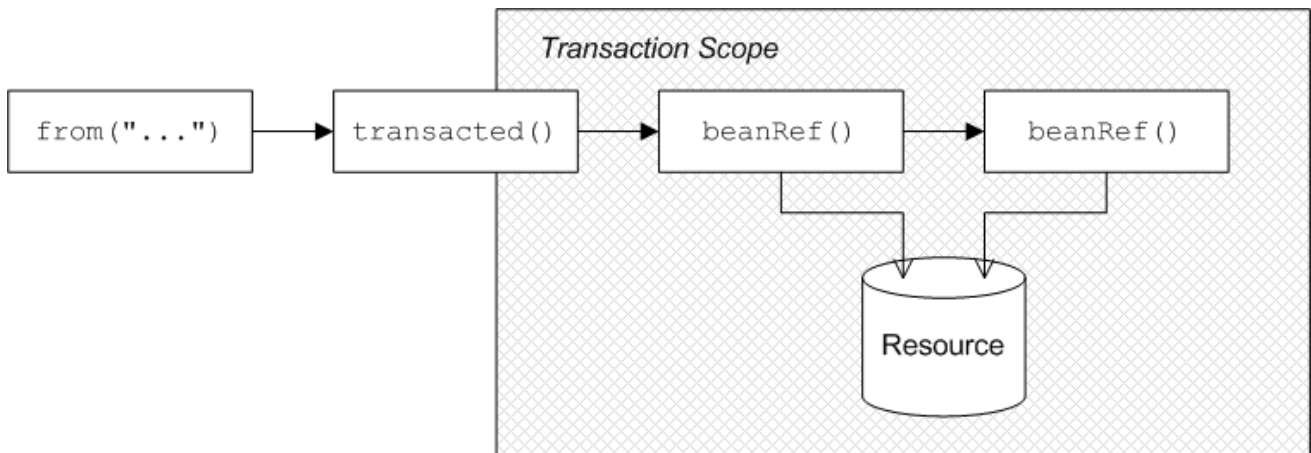 Transaction Scope
from("...")
transacted()
beanRef()
beanRef()
Resource